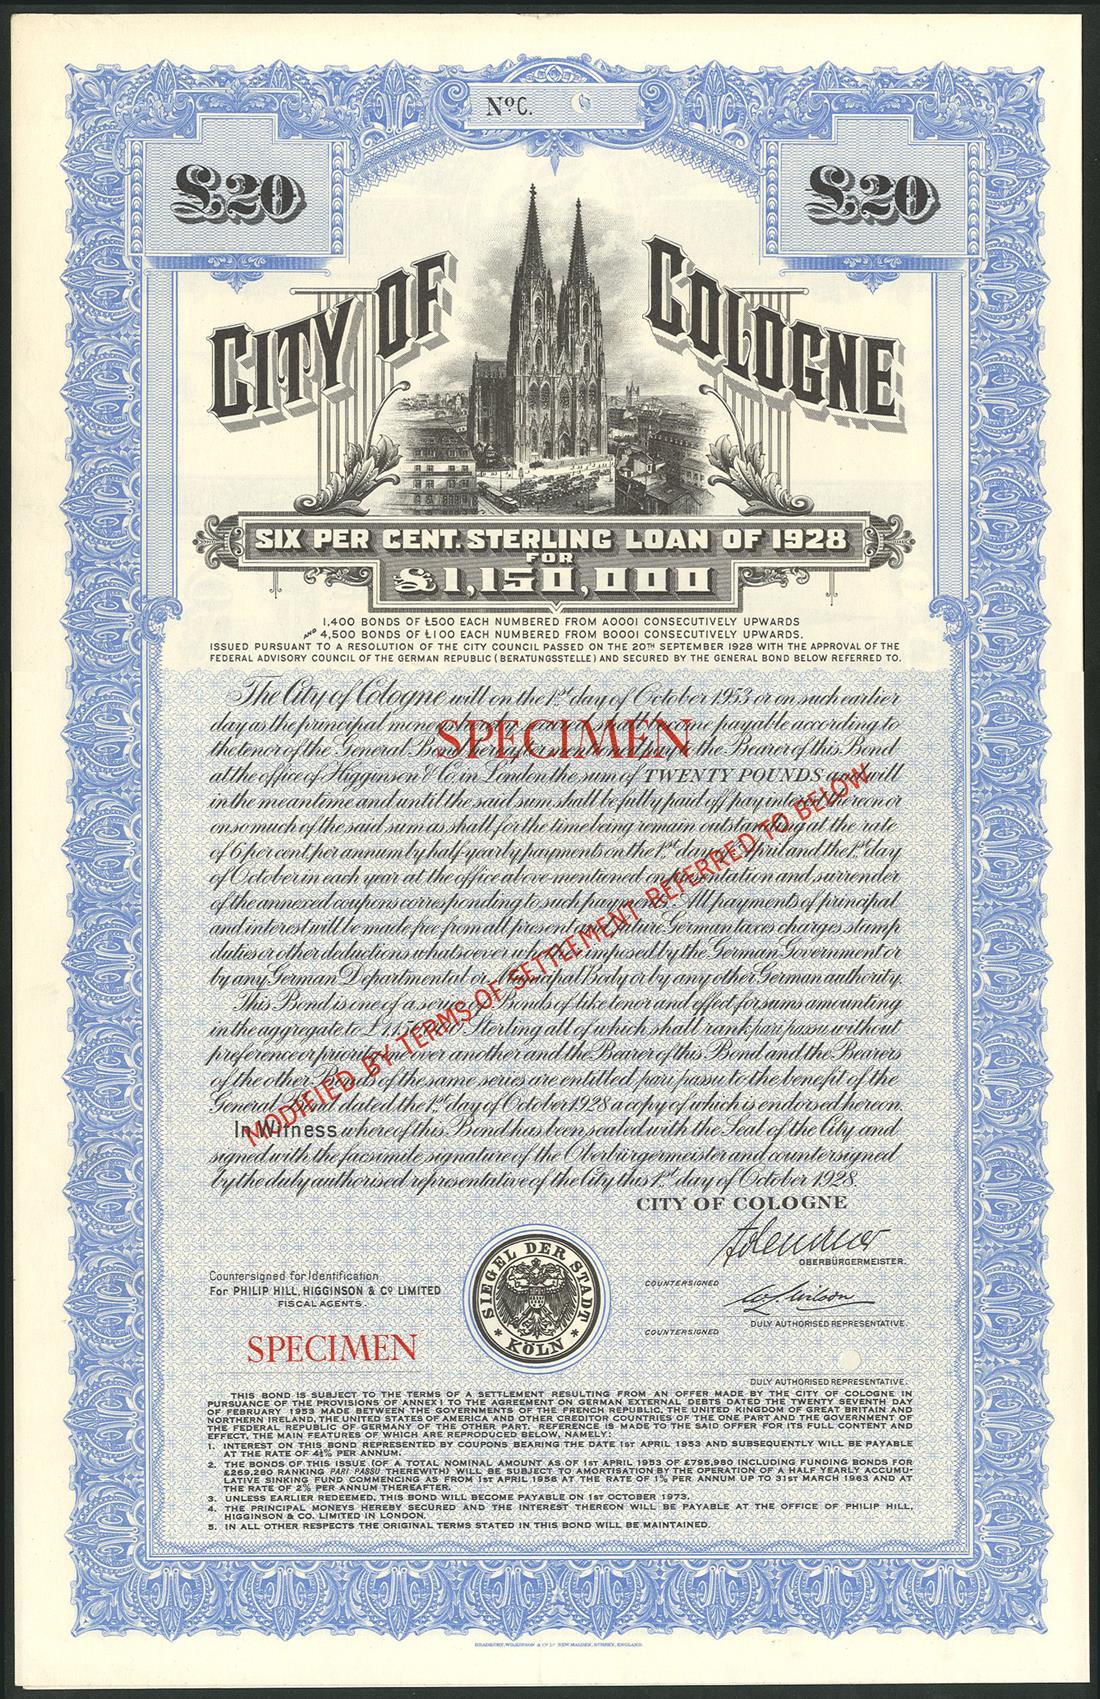 NoC.
£20 £20
CITY OF COLOGNE
SIX PER CENT. STERLING LOAN OF 1928
FOR
£1,150,000
1,400 BONDS OF £500 EACH NUMBERED FROM A0001 CONSECUTIVELY UPWARDS
AND 4,500 BONDS OF £100 EACH NUMBERED FROM B0001 CONSECUTIVELY UPWARDS.
ISSUED PURSUANT TO A RESOLUTION OF THE CITY COUNCIL PASSED ON THE 20TH SEPTEMBER 1928 WITH THE APPROVAL OF THE
FEDERAL ADVISORY COUNCIL OF THE GERMAN REPUBLIC (BERATUNGSSTELLE) AND SECURED BY THE GENERAL BOND BELOW REFERRED TO.
The City of Cologne will on the 1st day of October 1953 or on such earlier
day as the principal moneys hereby secured shall become payable according to
the tenor of the General Bond hereinafter mentioned pay to the Bearer of this Bond
at the office of Higginson & Co. in London the sum of TWENTY POUNDS and will
in the meantime and until the said sum shall be fully paid off pay interest thereon or
on so much of the said sum as shall for the time being remain outstanding at the rate
of 6 per cent. per annum by half-yearly payments on the 1st day of April and the 1st day
of October in each year at the office above mentioned on presentation and surrender
of the annexed coupons corresponding to such payments. All payments of principal
and interest will be made free from all present and future German taxes charges stamp
duties or other deductions whatsoever whether imposed by the German Government or
by any German Departmental or Municipal Body or by any other German authority.
This Bond is one of a series of Bonds of like tenor and effect for sums amounting
in the aggregate to £1,150,000 Sterling all of which shall rank pari passu without
preference or priority one over another and the Bearer of this Bond and the Bearers
of the other Bonds of the same series are entitled pari passu to the benefit of the
General Bond dated the 1st day of October 1928 a copy of which is endorsed hereon.
In Witness whereof this Bond has been sealed with the Seal of the City and
signed with the facsimile signature of the Oberbürgermeister and countersigned
by the duly authorised representative of the City this 1st day of October 1928.
SPECIMEN
MODIFIED BY TERMS OF SETTLEMENT REFERRED TO BELOW
CITY OF COLOGNE
Adenauer
OBERBÜRGERMEISTER.
Countersigned for Identification
For PHILIP HILL, HIGGINSON & CO LIMITED
FISCAL AGENTS.
SPECIMEN
SIEGEL DER STADT
* KÖLN *
COUNTERSIGNED
DULY AUTHORISED REPRESENTATIVE.
COUNTERSIGNED
DULY AUTHORISED REPRESENTATIVE.
THIS BOND IS SUBJECT TO THE TERMS OF A SETTLEMENT RESULTING FROM AN OFFER MADE BY THE CITY OF COLOGNE IN
PURSUANCE OF THE PROVISIONS OF ANNEX I TO THE AGREEMENT ON GERMAN EXTERNAL DEBTS DATED THE TWENTY SEVENTH DAY
OF FEBRUARY 1953 MADE BETWEEN THE GOVERNMENTS OF THE FRENCH REPUBLIC, THE UNITED KINGDOM OF GREAT BRITAIN AND
NORTHERN IRELAND, THE UNITED STATES OF AMERICA AND OTHER CREDITOR COUNTRIES OF THE ONE PART AND THE GOVERNMENT OF
THE FEDERAL REPUBLIC OF GERMANY OF THE OTHER PART. REFERENCE IS MADE TO THE SAID OFFER FOR ITS FULL CONTENT AND
EFFECT, THE MAIN FEATURES OF WHICH ARE REPRODUCED BELOW, NAMELY:
1. INTEREST ON THIS BOND REPRESENTED BY COUPONS BEARING THE DATE 1ST APRIL 1953 AND SUBSEQUENTLY WILL BE PAYABLE
AT THE RATE OF 4½% PER ANNUM.
2. THE BONDS OF THIS ISSUE (OF A TOTAL NOMINAL AMOUNT AS OF 1ST APRIL 1953 OF £795,980 INCLUDING FUNDING BONDS FOR
£269,280 RANKING PARI PASSU THEREWITH) WILL BE SUBJECT TO AMORTISATION BY THE OPERATION OF A HALF YEARLY ACCUMU-
LATIVE SINKING FUND COMMENCING AS FROM 1ST APRIL 1958 AT THE RATE OF 1% PER ANNUM UP TO 31ST MARCH 1963 AND AT
THE RATE OF 2% PER ANNUM THEREAFTER.
3. UNLESS EARLIER REDEEMED, THIS BOND WILL BECOME PAYABLE ON 1ST OCTOBER 1973.
4. THE PRINCIPAL MONEYS HEREBY SECURED AND THE INTEREST THEREON WILL BE PAYABLE AT THE OFFICE OF PHILIP HILL,
HIGGINSON & CO. LIMITED IN LONDON.
5. IN ALL OTHER RESPECTS THE ORIGINAL TERMS STATED IN THIS BOND WILL BE MAINTAINED.
BRADBURY, WILKINSON & CO LD NEW MALDEN, SURREY, ENGLAND.